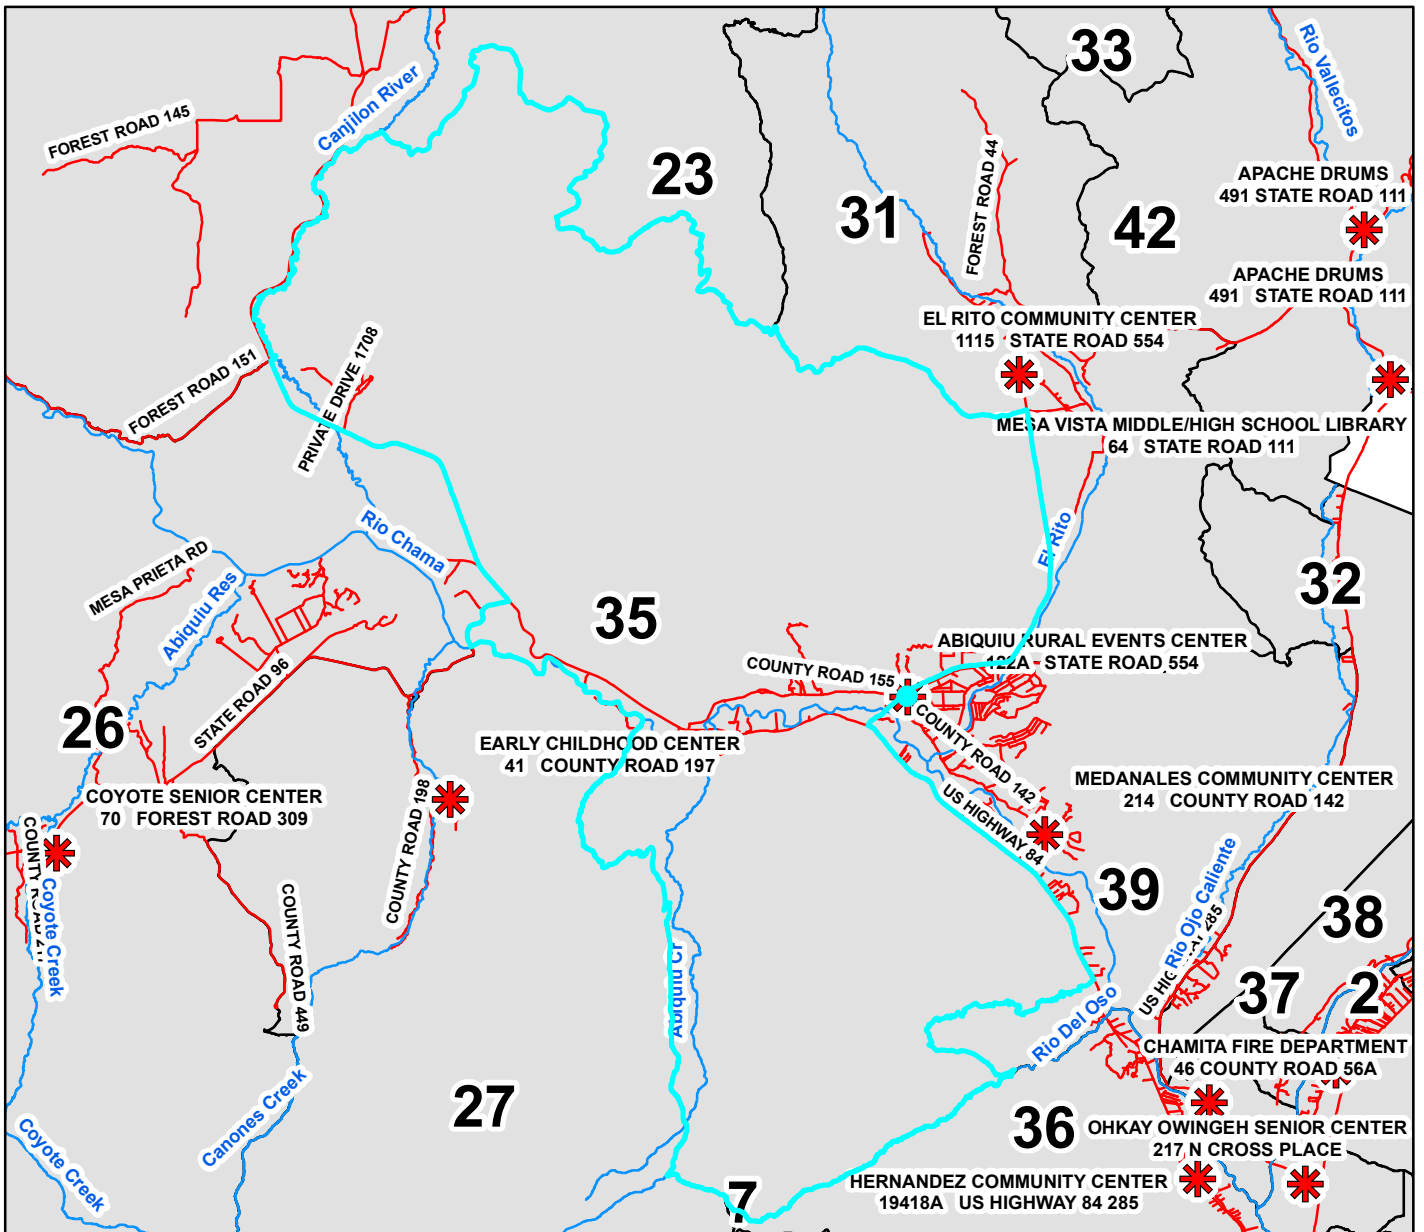 33
Rio Vallecitos
Canjilon River
FOREST ROAD 145
23
31
FOREST ROAD 44
42
APACHE DRUMS
491 STATE ROAD 111
APACHE DRUMS
491 STATE ROAD 111
EL RITO COMMUNITY CENTER
1115 STATE ROAD 554
FOREST ROAD 151
PRIVATE DRIVE 1708
MESA VISTA MIDDLE/HIGH SCHOOL LIBRARY
64 STATE ROAD 111
Rio Chama
El Rito
MESA PRIETA RD
Abiquiu Res
32
35
ABIQUIU RURAL EVENTS CENTER
122A STATE ROAD 554
COUNTY ROAD 155
STATE ROAD 96
26
EARLY CHILDHOOD CENTER
41 COUNTY ROAD 197
COUNTY ROAD 142
US HIGHWAY 84
MEDANALES COMMUNITY CENTER
214 COUNTY ROAD 142
COYOTE SENIOR CENTER
70 FOREST ROAD 309
COUNTY ROAD 198
COUNTY ROAD
Coyote Creek
COUNTY ROAD 449
39
Rio Ojo Caliente
US 285
38
Abiquiu Cr
37
2
Rio Del Oso
CHAMITA FIRE DEPARTMENT
46 COUNTY ROAD 56A
27
36
OHKAY OWINGEH SENIOR CENTER
217 N CROSS PLACE
Canones Creek
Coyote Creek
HERNANDEZ COMMUNITY CENTER
19418A US HIGHWAY 84 285
7